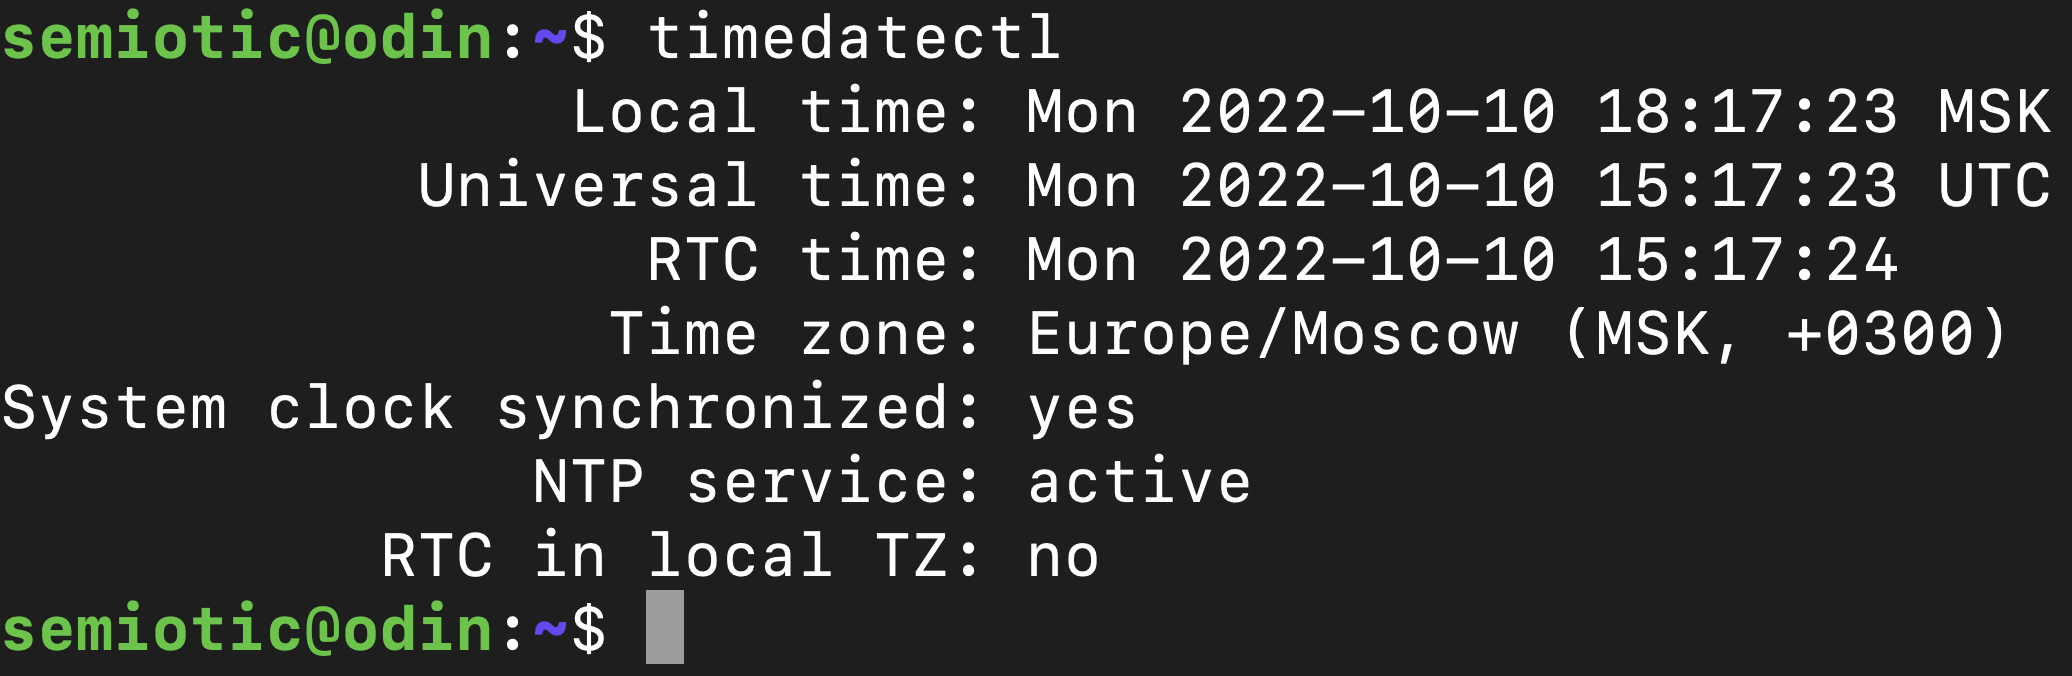 semiotic@odin:~$ timedatectl
Local time: Mon 2022-10-10 18:17:23 MSK
Universal time: Mon 2022-10-10 15:17:23 UTC
RTC time: Mon 2022-10-10 15:17:24
Time zone: Europe/Moscow (MSK, +0300)
System clock synchronized: yes
NTP service: active
RTC in local TZ: no
semiotic@odin:~$